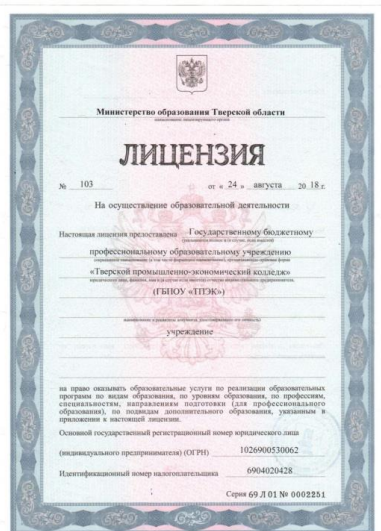 Министерство образования Тверской области
наименование лицензирующего органа
ЛИЦЕНЗИЯ
№ 103 от « 24 » августа 20 18 г.
На осуществление образовательной деятельности
Настоящая лицензия предоставлена Государственному бюджетному
профессиональному образовательному учреждению
«Тверской промышленно-экономический колледж»
(ГБПОУ «ТПЭК»)
учреждение
на право оказывать образовательные услуги по реализации образовательных
программ по видам образования, по уровням образования, по профессиям,
специальностям, направлениям подготовки (для профессионального
образования), по подвидам дополнительного образования, указанным в
приложении к настоящей лицензии.
Основной государственный регистрационный номер юридического лица
(индивидуального предпринимателя) (ОГРН) 1026900530062
Идентификационный номер налогоплательщика 6904020428
Серия 69 Л 01 № 0002251